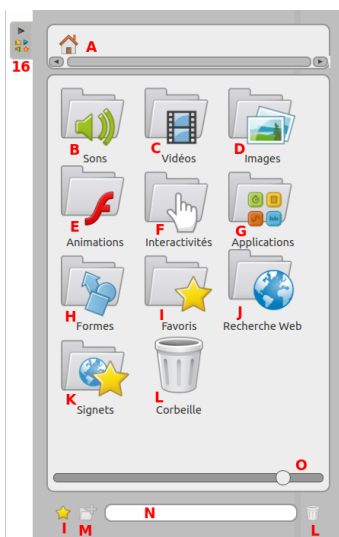 A
16
B C D
Sons Vidéos Images
E F G
Animations Interactivités Applications
H I J
Formes Favoris Recherche Web
K L
Signets Corbeille
O
N
I M L